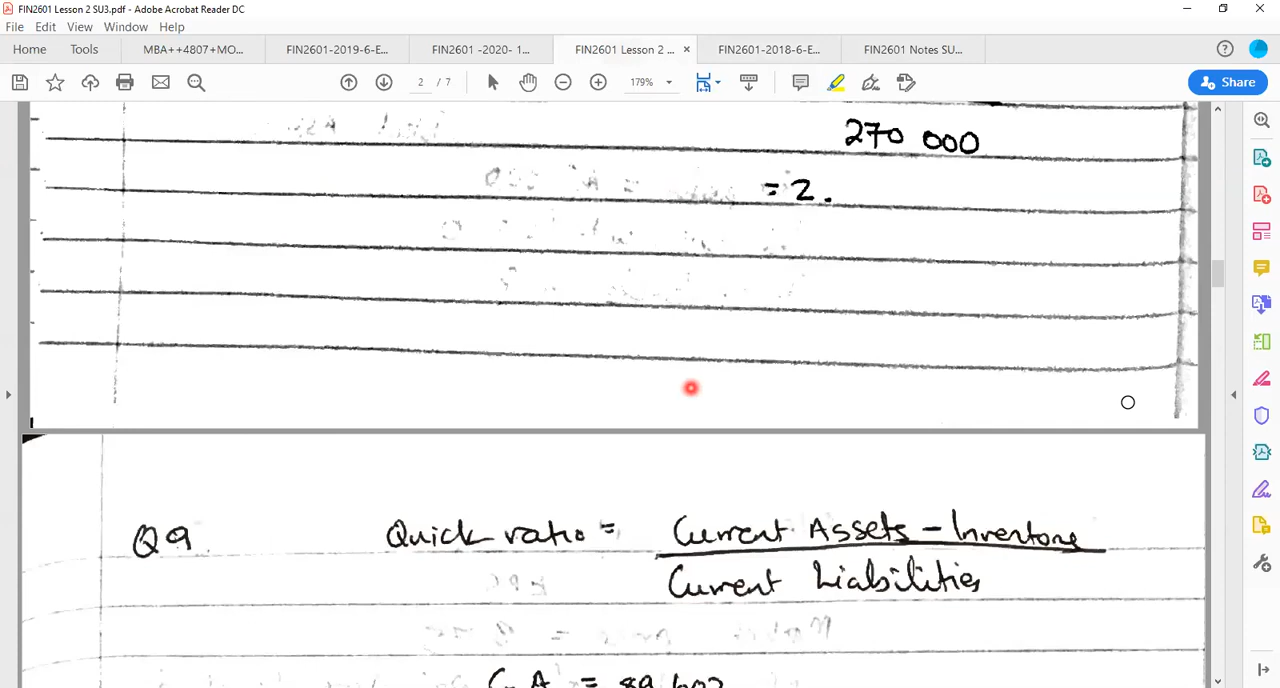 FIN2601 Lesson 2 SU3.pdf - Adobe Acrobat Reader DC
File Edit View Window Help
Home Tools MBA++4807+MO... FIN2601-2019-6-E... FIN2601 -2020- 1... FIN2601 Lesson 2 ... × FIN2601-2018-6-E... FIN2601 Notes SU...
2 / 7 179% Share
270 000
= 2.
Q9. Quick ratio = Current Assets - Inventory
Current Liabilities
C.A = 89 602